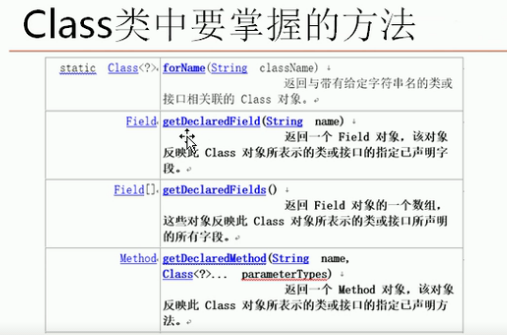 Class类中要掌握的方法
static Class<?> forName(String className)
返回与带有给定字符串名的类或
接口相关联的 Class 对象。
Field getDeclaredField(String name)
返回一个 Field 对象，该对象
反映此 Class 对象所表示的类或接口的指定已声明字
段。
Field[] getDeclaredFields()
返回 Field 对象的一个数组，
这些对象反映此 Class 对象所表示的类或接口所声明
的所有字段。
Method getDeclaredMethod(String name,
Class<?>... parameterTypes)
返回一个 Method 对象，该对象
反映此 Class 对象所表示的类或接口的指定已声明方
法。